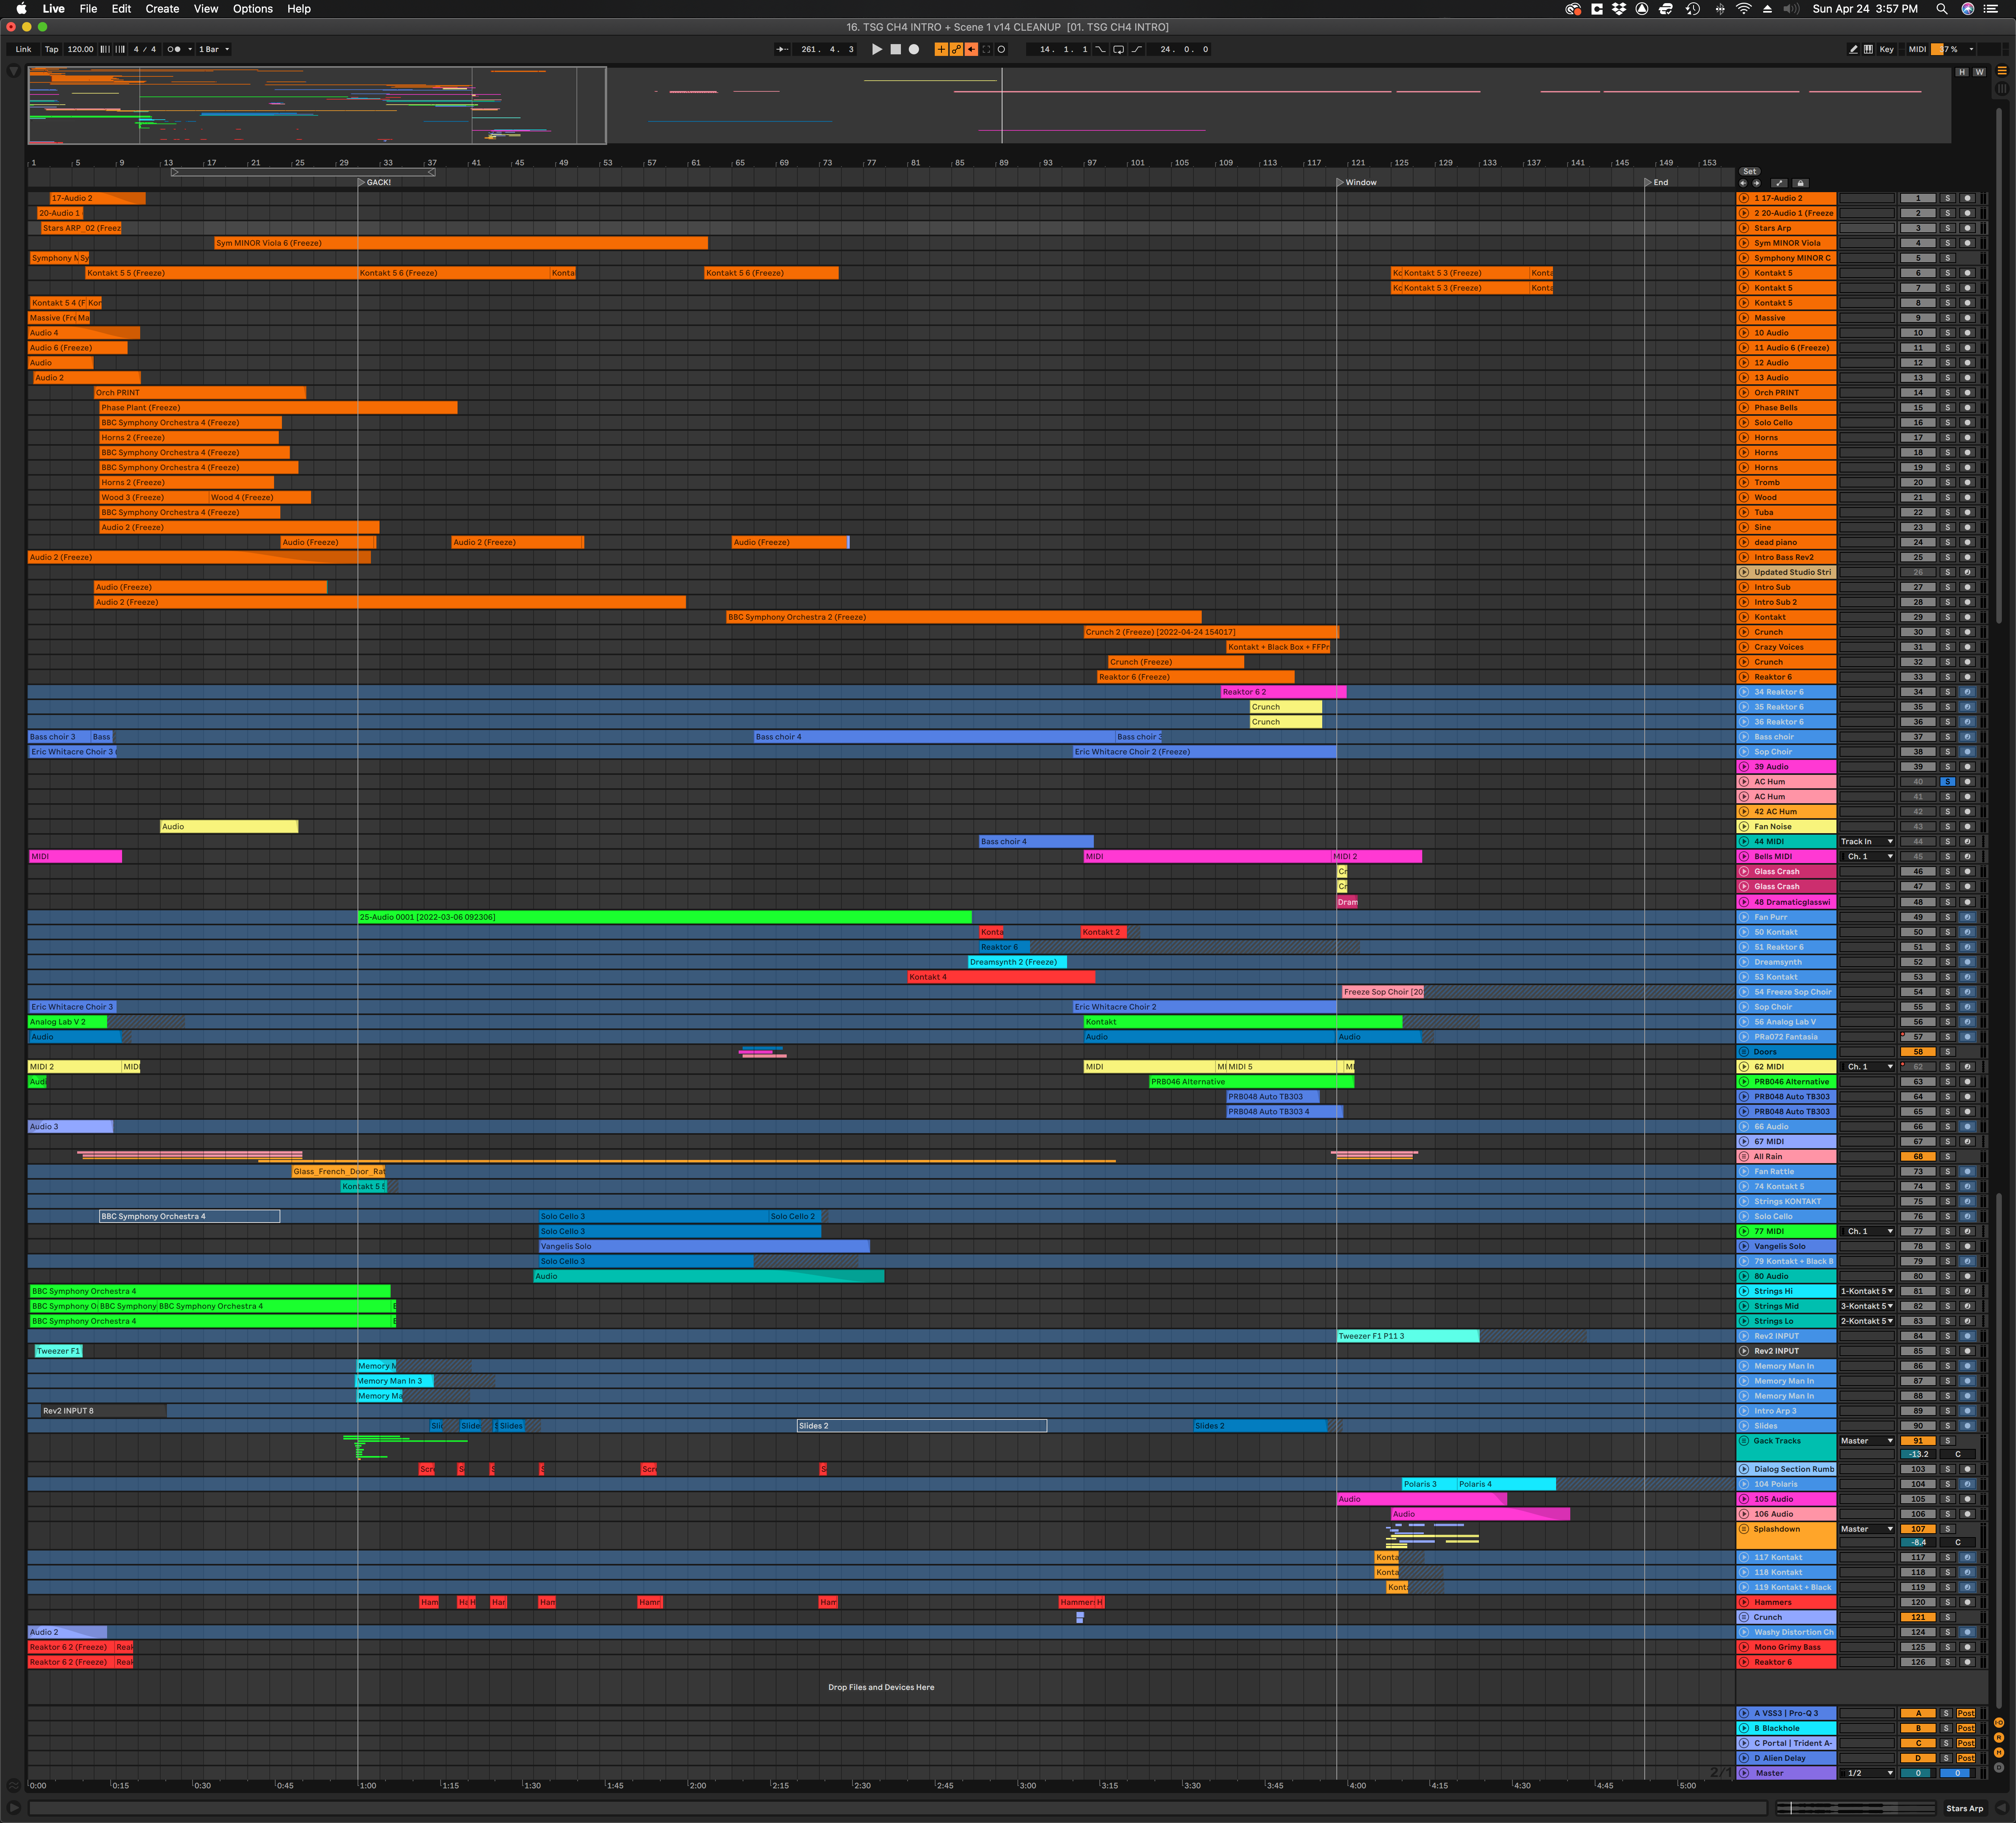 Live File Edit Create View Options Help Sun Apr 24 3:57 PM
16. TSG CH4 INTRO + Scene 1 v14 CLEANUP [01. TSG CH4 INTRO]
Link Tap 120.00 4 / 4 1 Bar 261. 4. 3 14. 1. 1 24. 0. 0 Key MIDI
H W
1 5 9 13 17 21 25 29 33 37 41 45 49 53 57 61 65 69 73 77 81 85 89 93 97 101 105 109 113 117 121 125 129 133 137 141 145 149 153
Set
GACK! Window End
17-Audio 2 1 17-Audio 2 1 S
20-Audio 1 2 20-Audio 1 (Freeze 2 S
Stars ARP_02 (Freez Stars Arp 3 S
Sym MINOR Viola 6 (Freeze) Sym MINOR Viola 4 S
Symphony M Sy Symphony MINOR C 5 S
Kontakt 5 5 (Freeze) Kontakt 5 6 (Freeze) Konta Kontakt 5 6 (Freeze) Kc Kontakt 5 3 (Freeze) Konta Kontakt 5 6 S
Kc Kontakt 5 3 (Freeze) Konta Kontakt 5 7 S
Kontakt 5 4 (F Kon Kontakt 5 8 S
Massive (Fre Ma Massive 9 S
Audio 4 10 Audio 10 S
Audio 6 (Freeze) 11 Audio 6 (Freeze) 11 S
Audio 12 Audio 12 S
Audio 2 13 Audio 13 S
Orch PRINT Orch PRINT 14 S
Phase Plant (Freeze) Phase Bells 15 S
BBC Symphony Orchestra 4 (Freeze) Solo Cello 16 S
Horns 2 (Freeze) Horns 17 S
BBC Symphony Orchestra 4 (Freeze) Horns 18 S
BBC Symphony Orchestra 4 (Freeze) Horns 19 S
Horns 2 (Freeze) Tromb 20 S
Wood 3 (Freeze) Wood 4 (Freeze) Wood 21 S
BBC Symphony Orchestra 4 (Freeze) Tuba 22 S
Audio 2 (Freeze) Sine 23 S
Audio (Freeze) Audio 2 (Freeze) Audio (Freeze) dead piano 24 S
Audio 2 (Freeze) Intro Bass Rev2 25 S
Updated Studio Stri 26 S
Audio (Freeze) Intro Sub 27 S
Audio 2 (Freeze) Intro Sub 2 28 S
BBC Symphony Orchestra 2 (Freeze) Kontakt 29 S
Crunch 2 (Freeze) [2022-04-24 154017] Crunch 30 S
Kontakt + Black Box + FFPr Crazy Voices 31 S
Crunch (Freeze) Crunch 32 S
Reaktor 6 (Freeze) Reaktor 6 33 S
Reaktor 6 2 34 Reaktor 6 34 S
Crunch 35 Reaktor 6 35 S
Crunch 36 Reaktor 6 36 S
Bass choir 3 Bass Bass choir 4 Bass choir 3 Bass choir 37 S
Eric Whitacre Choir 3 Eric Whitacre Choir 2 (Freeze) Sop Choir 38 S
39 Audio 39 S
AC Hum 40 S
AC Hum 41 S
42 AC Hum 42 S
Audio Fan Noise 43 S
Bass choir 4 44 MIDI Track In 44 S
MIDI MIDI MIDI 2 Bells MIDI Ch. 1 45 S
Cr Glass Crash 46 S
Cr Glass Crash 47 S
Dram 48 Dramaticglasswi 48 S
25-Audio 0001 [2022-03-06 092306] Fan Purr 49 S
Konta Kontakt 2 50 Kontakt 50 S
Reaktor 6 51 Reaktor 6 51 S
Dreamsynth 2 (Freeze) Dreamsynth 52 S
Kontakt 4 53 Kontakt 53 S
Freeze Sop Choir [20 54 Freeze Sop Choir 54 S
Eric Whitacre Choir 3 Eric Whitacre Choir 2 Sop Choir 55 S
Analog Lab V 2 Kontakt 56 Analog Lab V 56 S
Audio Audio Audio PRa072 Fantasia 57 S
Doors 58 S
MIDI 2 MIDI MIDI MI MIDI 5 MI 62 MIDI Ch. 1 62 S
Audi PRB046 Alternative PRB046 Alternative 63 S
PRB048 Auto TB303 PRB048 Auto TB303 64 S
PRB048 Auto TB303 4 PRB048 Auto TB303 65 S
Audio 3 66 Audio 66 S
67 MIDI 67 S
All Rain 68 S
Glass_French_Door_Rat Fan Rattle 73 S
Kontakt 5 5 74 Kontakt 5 74 S
Strings KONTAKT 75 S
BBC Symphony Orchestra 4 Solo Cello 3 Solo Cello 2 Solo Cello 76 S
Solo Cello 3 77 MIDI Ch. 1 77 S
Vangelis Solo Vangelis Solo 78 S
Solo Cello 3 79 Kontakt + Black B 79 S
Audio 80 Audio 80 S
BBC Symphony Orchestra 4 Strings Hi 1-Kontakt 5 81 S
BBC Symphony O BBC Symphony BBC Symphony Orchestra 4 Strings Mid 3-Kontakt 5 82 S
BBC Symphony Orchestra 4 Strings Lo 2-Kontakt 5 83 S
Tweezer F1 P11 3 Rev2 INPUT 84 S
Tweezer F1 Rev2 INPUT 85 S
Memory M Memory Man In 86 S
Memory Man In 3 Memory Man In 87 S
Memory Ma Memory Man In 88 S
Rev2 INPUT 8 Intro Arp 3 89 S
Slid Slide S Slides Slides 2 Slides 2 Slides 90 S
Gack Tracks Master 91 S
-13.2 C
Scr S S S Scr S Dialog Section Rumb 103 S
Polaris 3 Polaris 4 104 Polaris 104 S
Audio 105 Audio 105 S
Audio 106 Audio 106 S
Splashdown Master 107 S
-8.4 C
Konta 117 Kontakt 117 S
Konta 118 Kontakt 118 S
Konta 119 Kontakt + Black 119 S
Ham Ha H Har Ham Hamr Ham Hammer H Hammers 120 S
Crunch 121 S
Audio 2 Washy Distortion Ch 124 S
Reaktor 6 2 (Freeze) Reak Mono Grimy Bass 125 S
Reaktor 6 2 (Freeze) Reak Reaktor 6 126 S
Drop Files and Devices Here
A VSS3 | Pro-Q 3 A S Post
B Blackhole B S Post
C Portal | Trident A- C S Post
D Alien Delay D S Post
2/1 Master 1/2 0 0
0:00 0:15 0:30 0:45 1:00 1:15 1:30 1:45 2:00 2:15 2:30 2:45 3:00 3:15 3:30 3:45 4:00 4:15 4:30 4:45 5:00
Stars Arp